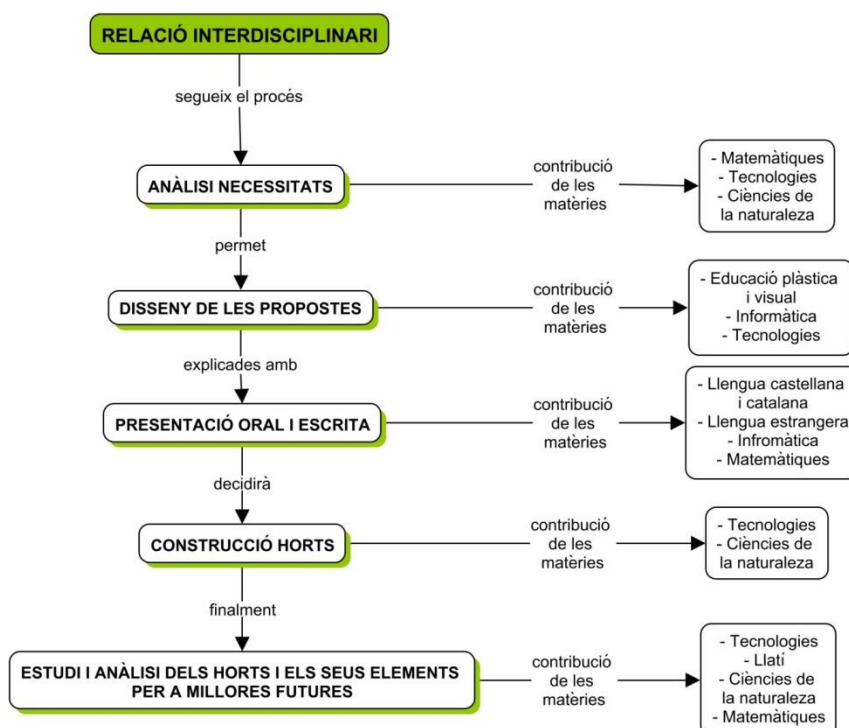 RELACIÓ INTERDISCIPLINARI
segueix el procés
ANÀLISI NECESSITATS
contribució
de les
matèries
- Matemàtiques
- Tecnologies
- Ciències de
la naturaleza
permet
DISSENY DE LES PROPOSTES
contribució
de les
matèries
- Educació plàstica
i visual
- Informàtica
- Tecnologies
explicades amb
PRESENTACIÓ ORAL I ESCRITA
contribució
de les
matèries
- Llengua castellana
i catalana
- Llengua estrangera
- Infromàtica
- Matemàtiques
decidirà
CONSTRUCCIÓ HORTS
contribució
de les
matèries
- Tecnologies
- Ciències de
la naturaleza
finalment
ESTUDI I ANÀLISI DELS HORTS I ELS SEUS ELEMENTS
PER A MILLORES FUTURES
contribució
de les
matèries
- Tecnologies
- Llatí
- Ciències de
la naturaleza
- Matemàtiques